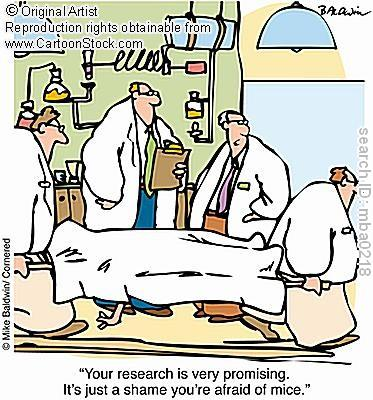 © Original Artist
Reproduction rights obtainable from
www.CartoonStock.com
BALDWIN
search ID: mba0218
© Mike Baldwin/ Cornered
"Your research is very promising.
It's just a shame you're afraid of mice."